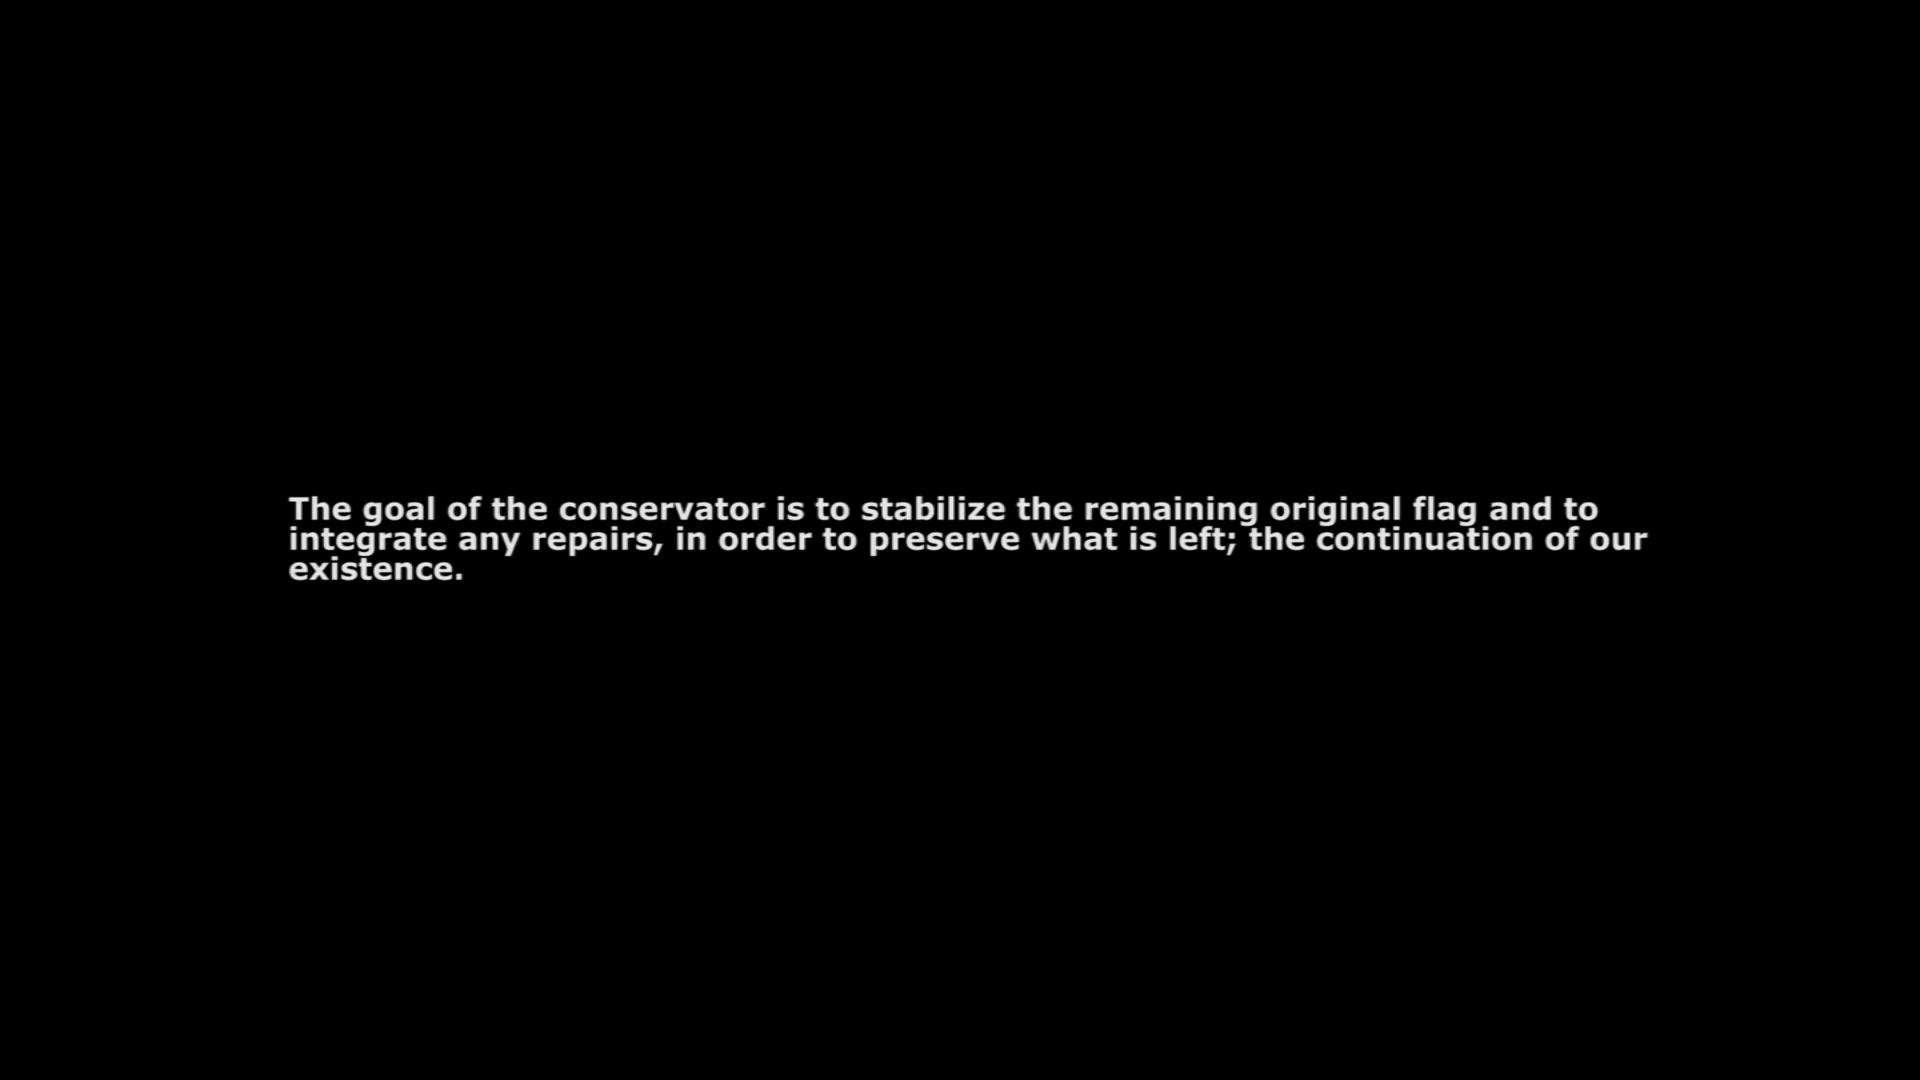 The goal of the conservator is to stabilize the remaining original flag and to
integrate any repairs, in order to preserve what is left; the continuation of our
existence.